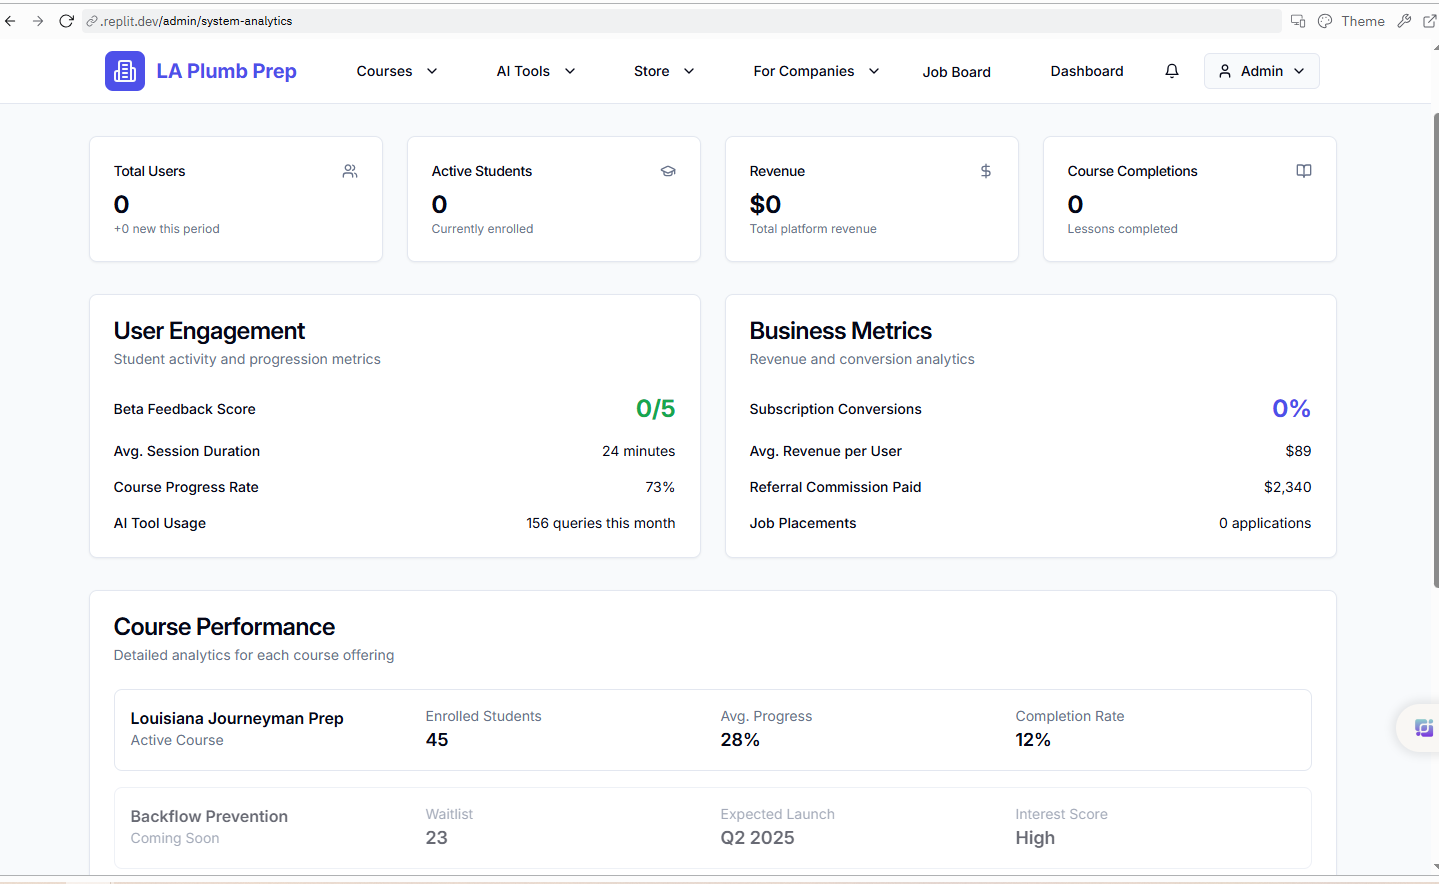 .replit.dev/admin/system-analytics
Theme
LA Plumb Prep
Courses
AI Tools
Store
For Companies
Job Board
Dashboard
Admin
Total Users
0
+0 new this period
Active Students
0
Currently enrolled
Revenue
$0
Total platform revenue
Course Completions
0
Lessons completed
User Engagement
Student activity and progression metrics
Beta Feedback Score 0/5
Avg. Session Duration 24 minutes
Course Progress Rate 73%
AI Tool Usage 156 queries this month
Business Metrics
Revenue and conversion analytics
Subscription Conversions 0%
Avg. Revenue per User $89
Referral Commission Paid $2,340
Job Placements 0 applications
Course Performance
Detailed analytics for each course offering
Louisiana Journeyman Prep
Active Course
Enrolled Students
45
Avg. Progress
28%
Completion Rate
12%
Backflow Prevention
Coming Soon
Waitlist
23
Expected Launch
Q2 2025
Interest Score
High